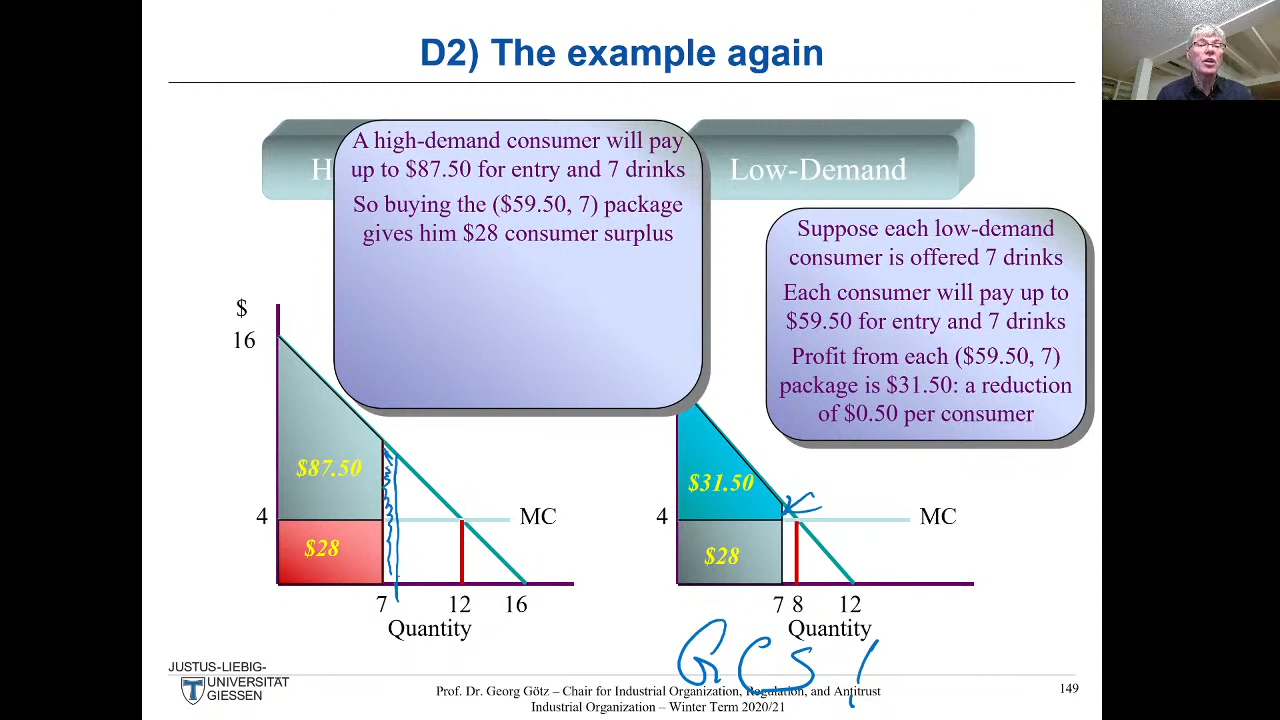 D2) The example again
H
A high-demand consumer will pay
up to $87.50 for entry and 7 drinks
So buying the ($59.50, 7) package
gives him $28 consumer surplus
Low-Demand
Suppose each low-demand
consumer is offered 7 drinks
Each consumer will pay up to
$59.50 for entry and 7 drinks
Profit from each ($59.50, 7)
package is $31.50: a reduction
of $0.50 per consumer
$
16
$87.50
4
MC
$28
7
12
16
Quantity
$31.50
4
MC
$28
7 8
12
Quantity
JUSTUS-LIEBIG-
UNIVERSITÄT
GIESSEN
Prof. Dr. Georg Götz – Chair for Industrial Organization, Regulation, and Antitrust
Industrial Organization – Winter Term 2020/21
149